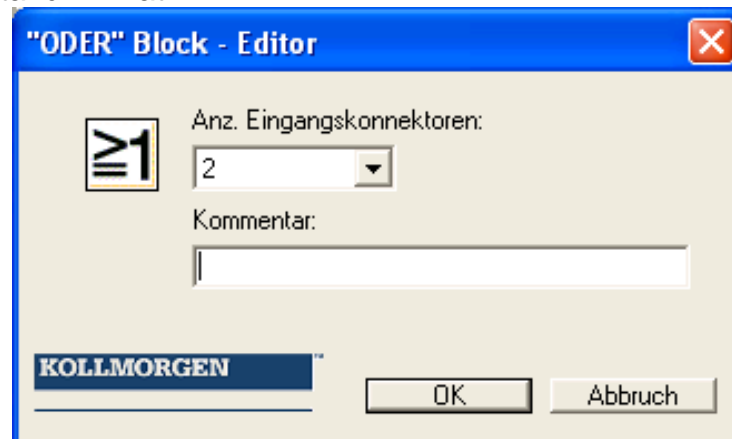 "ODER" Block - Editor
≧1
Anz. Eingangskonnektoren:
2
Kommentar:
KOLLMORGEN
OK
Abbruch